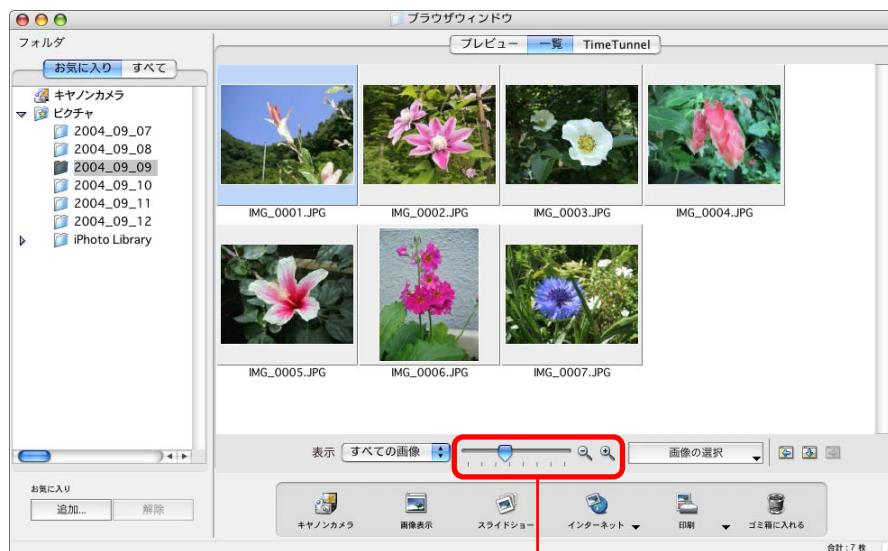 ブラウザウィンドウ
フォルダ
お気に入り すべて
キヤノンカメラ
ピクチャ
2004_09_07
2004_09_08
2004_09_09
2004_09_10
2004_09_11
2004_09_12
iPhoto Library
プレビュー 一覧 TimeTunnel
IMG_0001.JPG IMG_0002.JPG IMG_0003.JPG IMG_0004.JPG
IMG_0005.JPG IMG_0006.JPG IMG_0007.JPG
表示 すべての画像 画像の選択
お気に入り
追加... 解除
キヤノンカメラ 画像表示 スライドショー インターネット 印刷 ゴミ箱に入れる
合計：7 枚